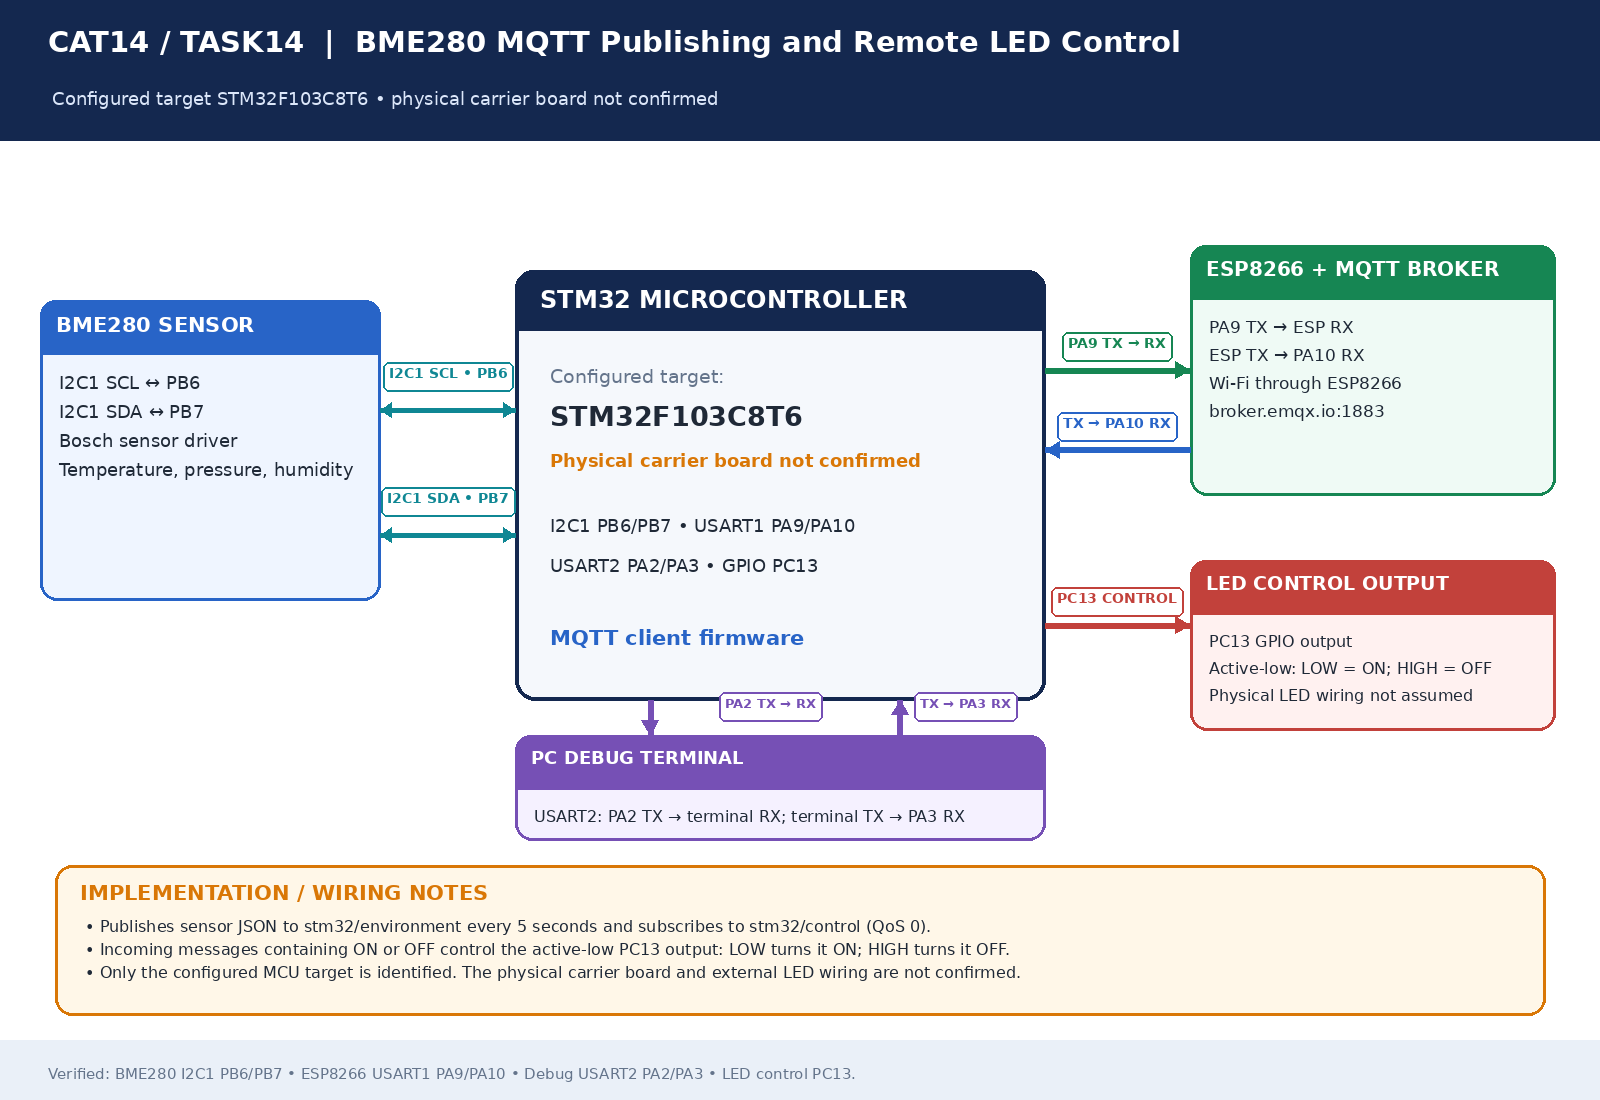 CAT14 / TASK14 | BME280 MQTT Publishing and Remote LED Control
Configured target STM32F103C8T6 • physical carrier board not confirmed
BME280 SENSOR
I2C1 SCL ↔ PB6
I2C1 SDA ↔ PB7
Bosch sensor driver
Temperature, pressure, humidity
I2C1 SCL • PB6
I2C1 SDA • PB7
STM32 MICROCONTROLLER
Configured target:
STM32F103C8T6
Physical carrier board not confirmed
I2C1 PB6/PB7 • USART1 PA9/PA10
USART2 PA2/PA3 • GPIO PC13
MQTT client firmware
PA9 TX → RX
TX → PA10 RX
PC13 CONTROL
ESP8266 + MQTT BROKER
PA9 TX → ESP RX
ESP TX → PA10 RX
Wi-Fi through ESP8266
broker.emqx.io:1883
LED CONTROL OUTPUT
PC13 GPIO output
Active-low: LOW = ON; HIGH = OFF
Physical LED wiring not assumed
PA2 TX → RX
TX → PA3 RX
PC DEBUG TERMINAL
USART2: PA2 TX → terminal RX; terminal TX → PA3 RX
IMPLEMENTATION / WIRING NOTES
• Publishes sensor JSON to stm32/environment every 5 seconds and subscribes to stm32/control (QoS 0).
• Incoming messages containing ON or OFF control the active-low PC13 output: LOW turns it ON; HIGH turns it OFF.
• Only the configured MCU target is identified. The physical carrier board and external LED wiring are not confirmed.
Verified: BME280 I2C1 PB6/PB7 • ESP8266 USART1 PA9/PA10 • Debug USART2 PA2/PA3 • LED control PC13.